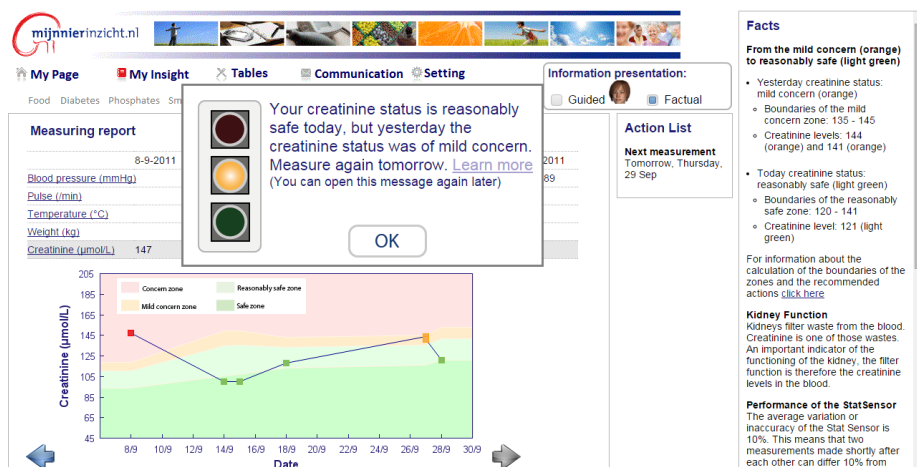 mijnnierinzicht.nl
My Page
My Insight
Tables
Communication
Setting
Information presentation:
Guided
Factual
Food Diabetes Phosphates
Measuring report
8-9-2011
2011
Blood pressure (mmHg)
89
Pulse (/min)
Temperature (°C)
Weight (kg)
Creatinine (µmol/L) 147
Your creatinine status is reasonably
safe today, but yesterday the
creatinine status was of mild concern.
Measure again tomorrow. Learn more
(You can open this message again later)
OK
205
185
165
145
125
105
85
65
45
Creatinine (µmol/L)
Concern zone
Reasonably safe zone
Mild concern zone
Safe zone
8/9 10/9 12/9 14/9 16/9 18/9 20/9 22/9 24/9 26/9 28/9 30/9
Date
Action List
Next measurement
Tomorrow, Thursday,
29 Sep
Facts
From the mild concern (orange)
to reasonably safe (light green)
• Yesterday creatinine status:
mild concern (orange)
Boundaries of the mild
concern zone: 135 - 145
Creatinine levels: 144
(orange) and 141 (orange)
• Today creatinine status:
reasonably safe (light green)
Boundaries of the reasonably
safe zone: 120 - 141
Creatinine level: 121 (light
green)
For information about the
calculation of the boundaries of the
zones and the recommended
actions click here
Kidney Function
Kidneys filter waste from the blood.
Creatinine is one of those wastes.
An important indicator of the
functioning of the kidney, the filter
function is therefore the creatinine
levels in the blood.
Performance of the StatSensor
The average variation or
inaccuracy of the Stat Sensor is
10%. This means that two
measurements made shortly after
each other can differ 10% from